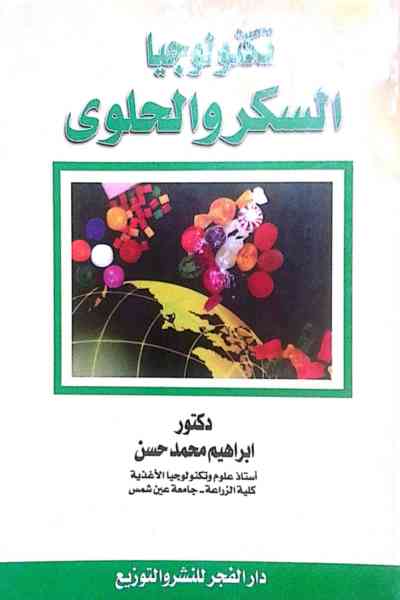 تكنولوجيا
السكر والحلوى
دكتور
ابراهيم محمد حسن
أستاذ علوم وتكنولوجيا الأغذية
كلية الزراعة - جامعة عين شمس
دار الفجر للنشر والتوزيع